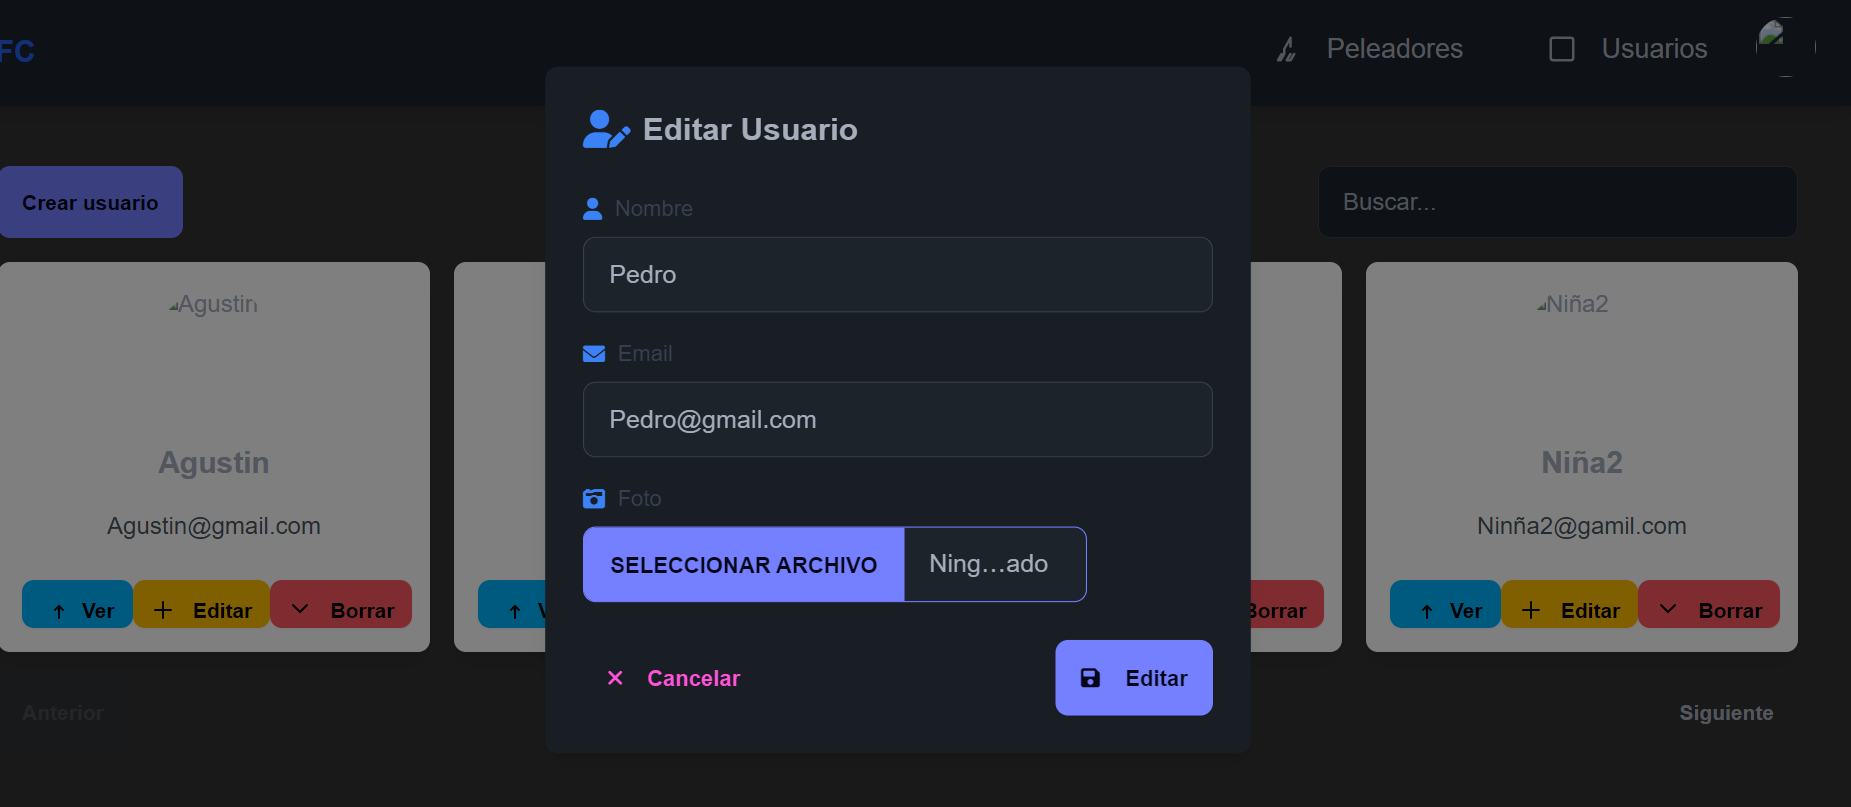 FC
Peleadores
Usuarios
Editar Usuario
Crear usuario
Buscar...
Nombre
Pedro
Agustin
Niña2
Email
Pedro@gmail.com
Agustin
Niña2
Foto
Agustin@gmail.com
Ninña2@gamil.com
SELECCIONAR ARCHIVO
Ning...ado
Ver
Editar
Borrar
Borrar
Ver
Editar
Borrar
Cancelar
Editar
Anterior
Siguiente